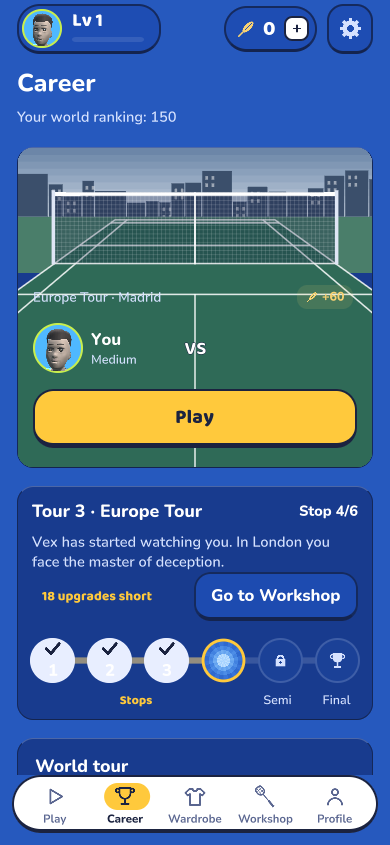 Lv 1
0
+
Career
Your world ranking: 150
Europe Tour · Madrid
+60
You
Medium
VS
Play
Tour 3 · Europe Tour
Stop 4/6
Vex has started watching you. In London you
face the master of deception.
18 upgrades short
Go to Workshop
1
2
3
Stops
Semi
Final
World tour
Play
Career
Wardrobe
Workshop
Profile